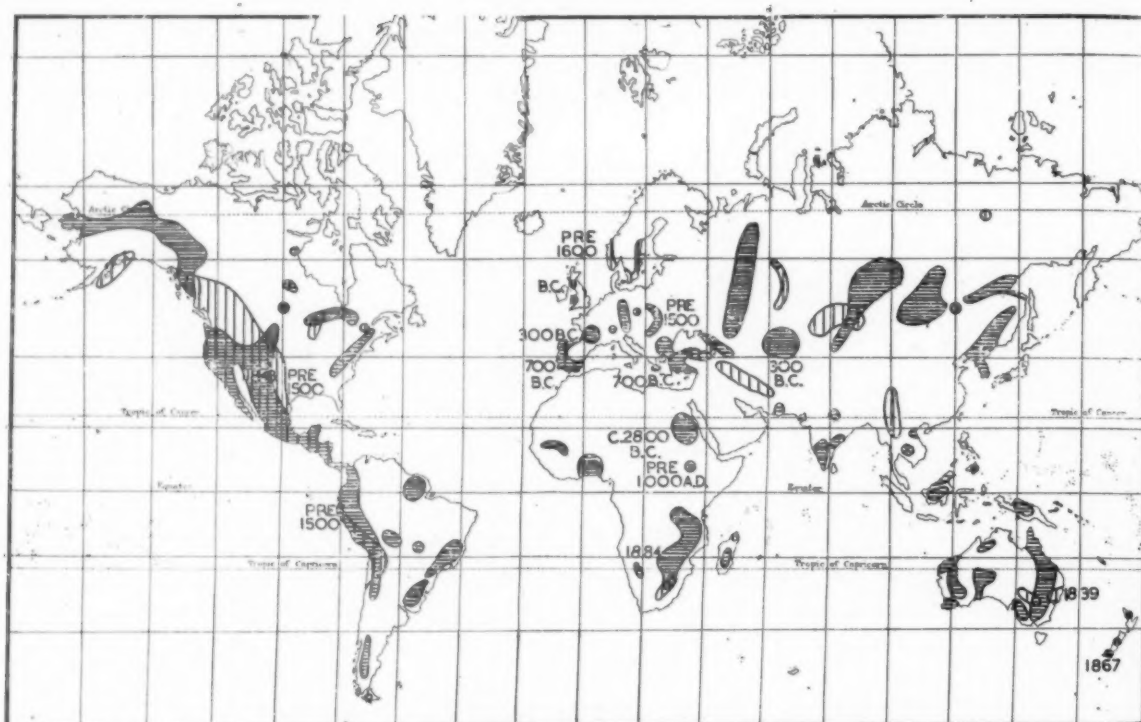 Arctic Circle
Arctic Circle
PRE
1600
B.C.
PRE
1500
300 B.C.
700
B.C.
700 B.C.
300
B.C.
PRE
1500
Tropic of Cancer
Tropic of Cancer
C.2800
B.C.
PRE
1000 A.D.
Equator
Equator
PRE
1500
1884
Tropic of Capricorn
Tropic of Capricorn
1839
1867